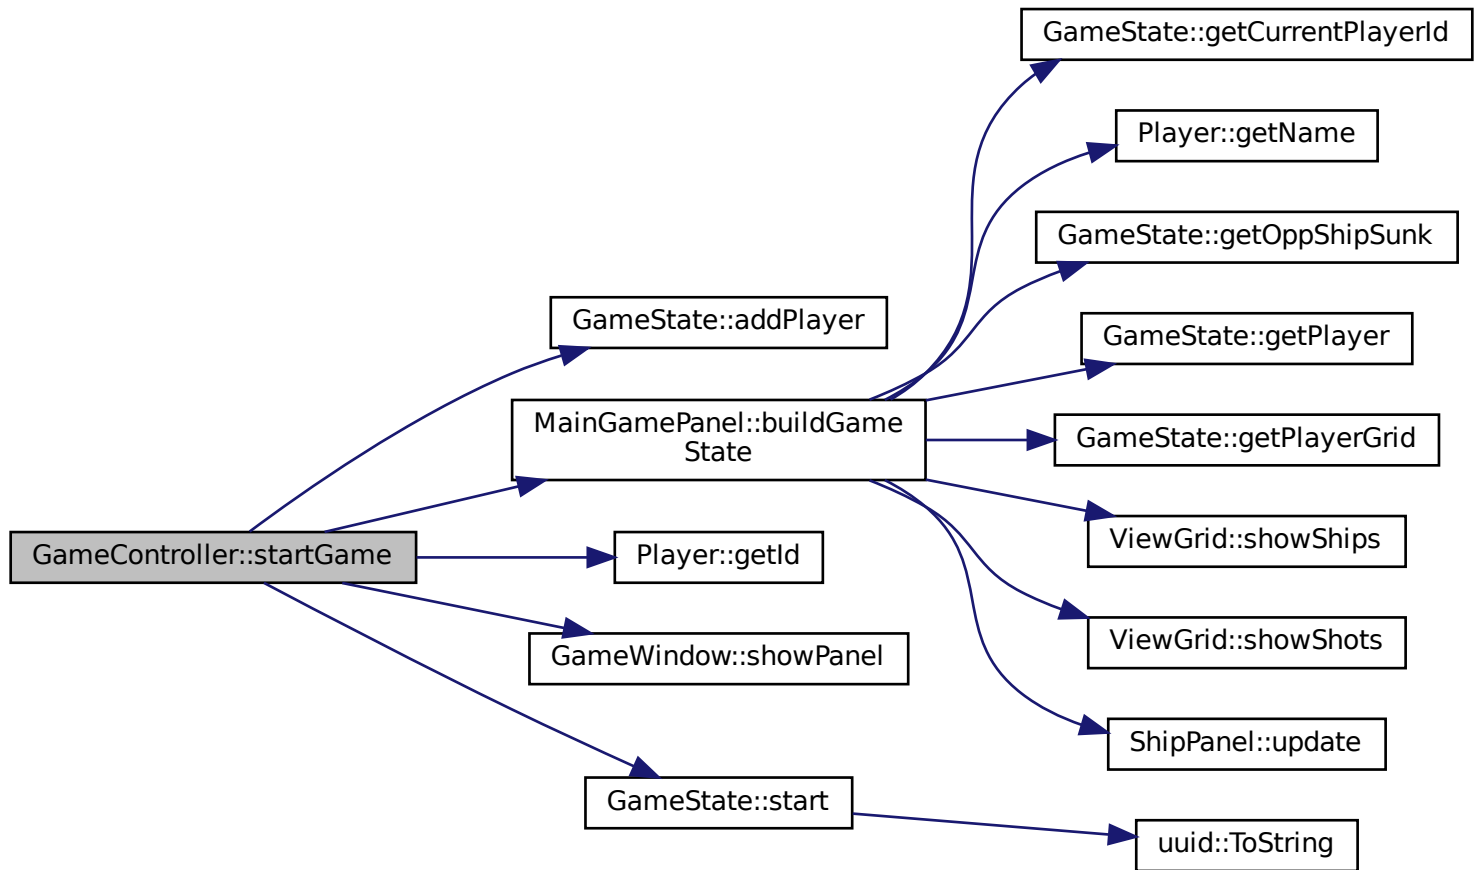 GameState::getCurrentPlayerId
Player::getName
GameState::getOppShipSunk
GameState::addPlayer
GameState::getPlayer
MainGamePanel::buildGame
State
GameState::getPlayerGrid
GameController::startGame
Player::getId
ViewGrid::showShips
GameWindow::showPanel
ViewGrid::showShots
ShipPanel::update
GameState::start
uuid::ToString